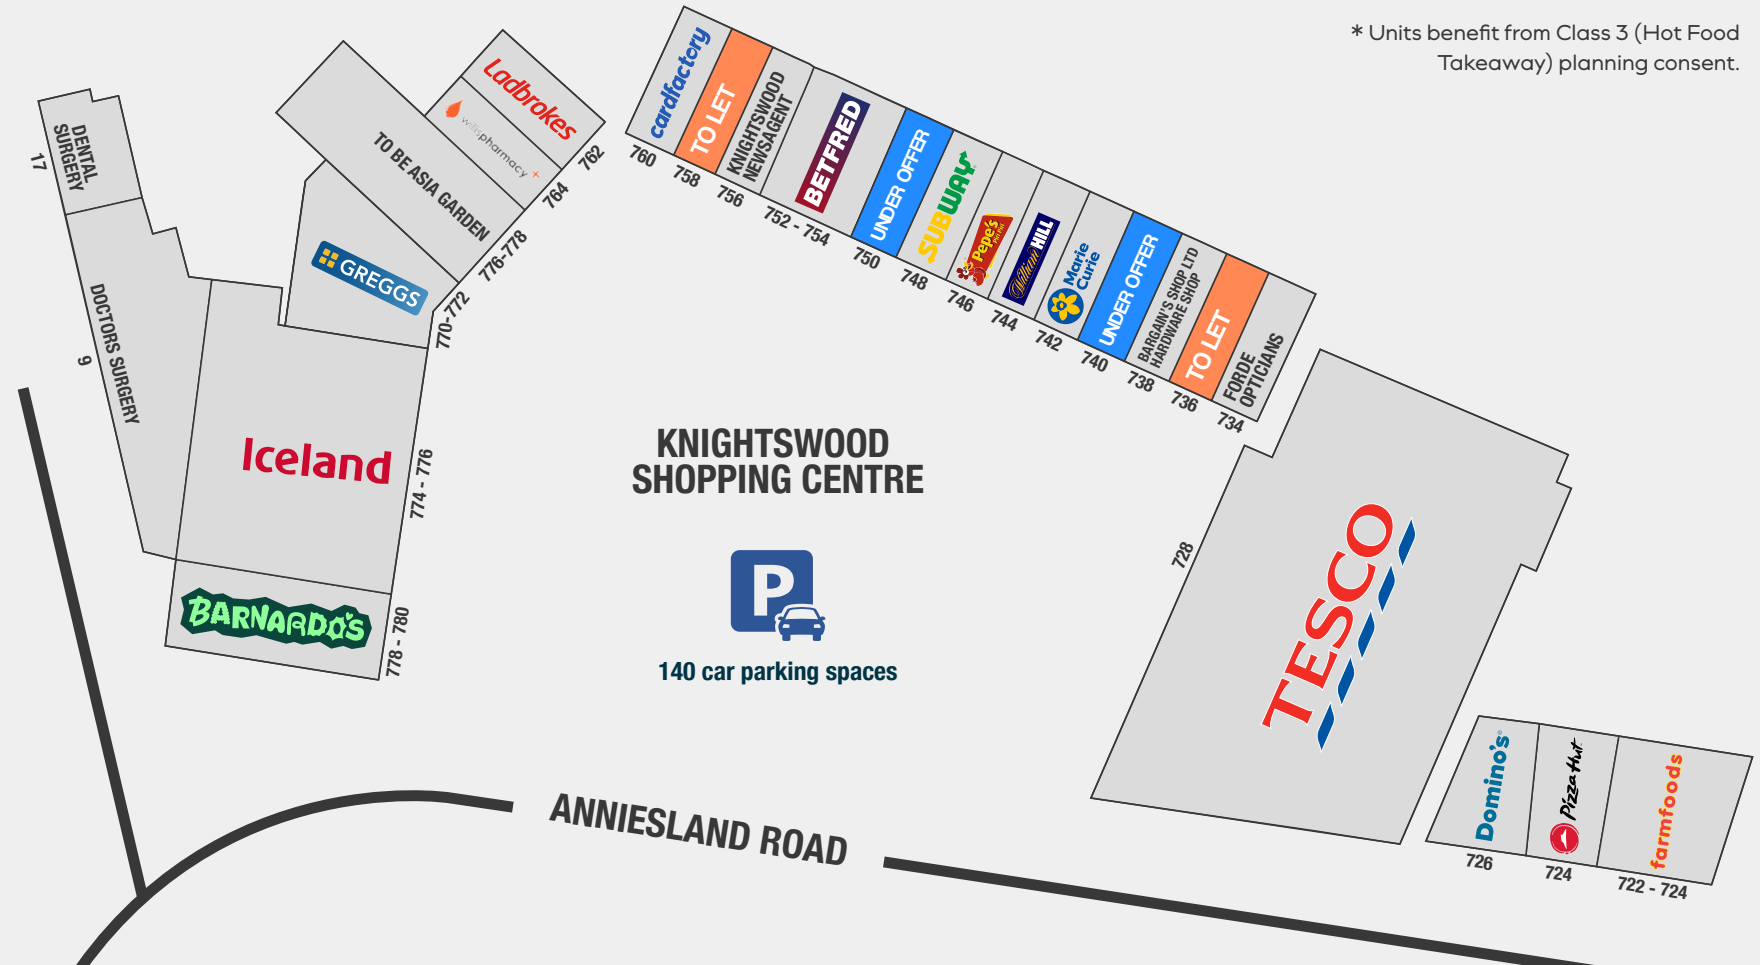 * Units benefit from Class 3 (Hot Food
Takeaway) planning consent.
DENTAL
SURGERY
17
DOCTORS SURGERY
9
Iceland
774 - 776
BARNARDO'S
778 - 780
GREGGS
770-772
TO BE ASIA GARDEN
776-778
willispharmacy
764
Ladbrokes
762
cardfactory
760
TO LET
758
KNIGHTSWOOD
NEWSAGENT
756
BETFRED
752 - 754
UNDER OFFER
750
SUBWAY
748
Pepe's
Piri Piri
746
William HILL
744
Marie
Curie
742
UNDER OFFER
740
BARGAIN'S SHOP LTD
HARDWARE SHOP
738
TO LET
736
FORDE
OPTICIANS
734
KNIGHTSWOOD
SHOPPING CENTRE
P
140 car parking spaces
728
TESCO
Domino's
726
Pizza Hut
724
farmfoods
722 - 724
ANNIESLAND ROAD